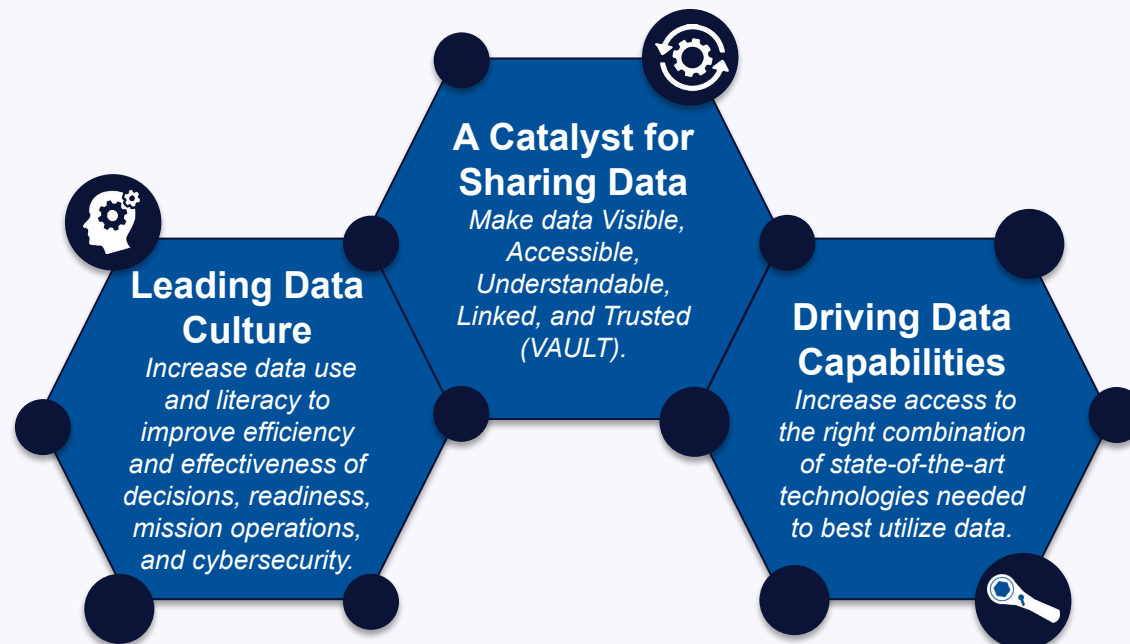 Leading Data
Culture
Increase data use
and literacy to
improve efficiency
and effectiveness of
decisions, readiness,
mission operations,
and cybersecurity.
A Catalyst for
Sharing Data
Make data Visible,
Accessible,
Understandable,
Linked, and Trusted
(VAULT).
Driving Data
Capabilities
Increase access to
the right combination
of state-of-the-art
technologies needed
to best utilize data.